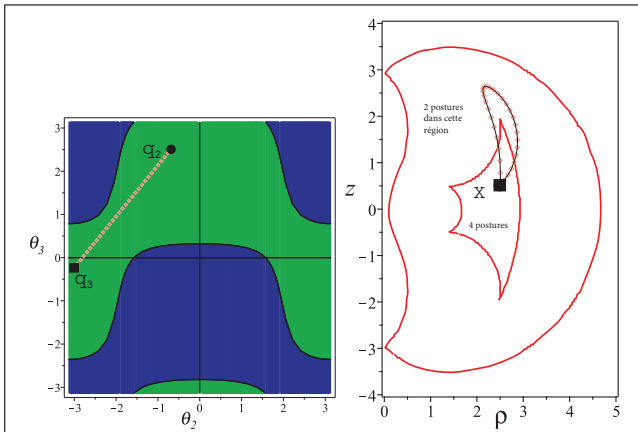 3
2
1
0
−1
−2
−3
θ3
q2
q3
−3 −2 −1 0 1 2 3
θ2
4
3
2
1
0
−1
−2
−3
−4
z
2 postures
dans cette
région
X
4 postures
0 1 2 3 4 5
ρ